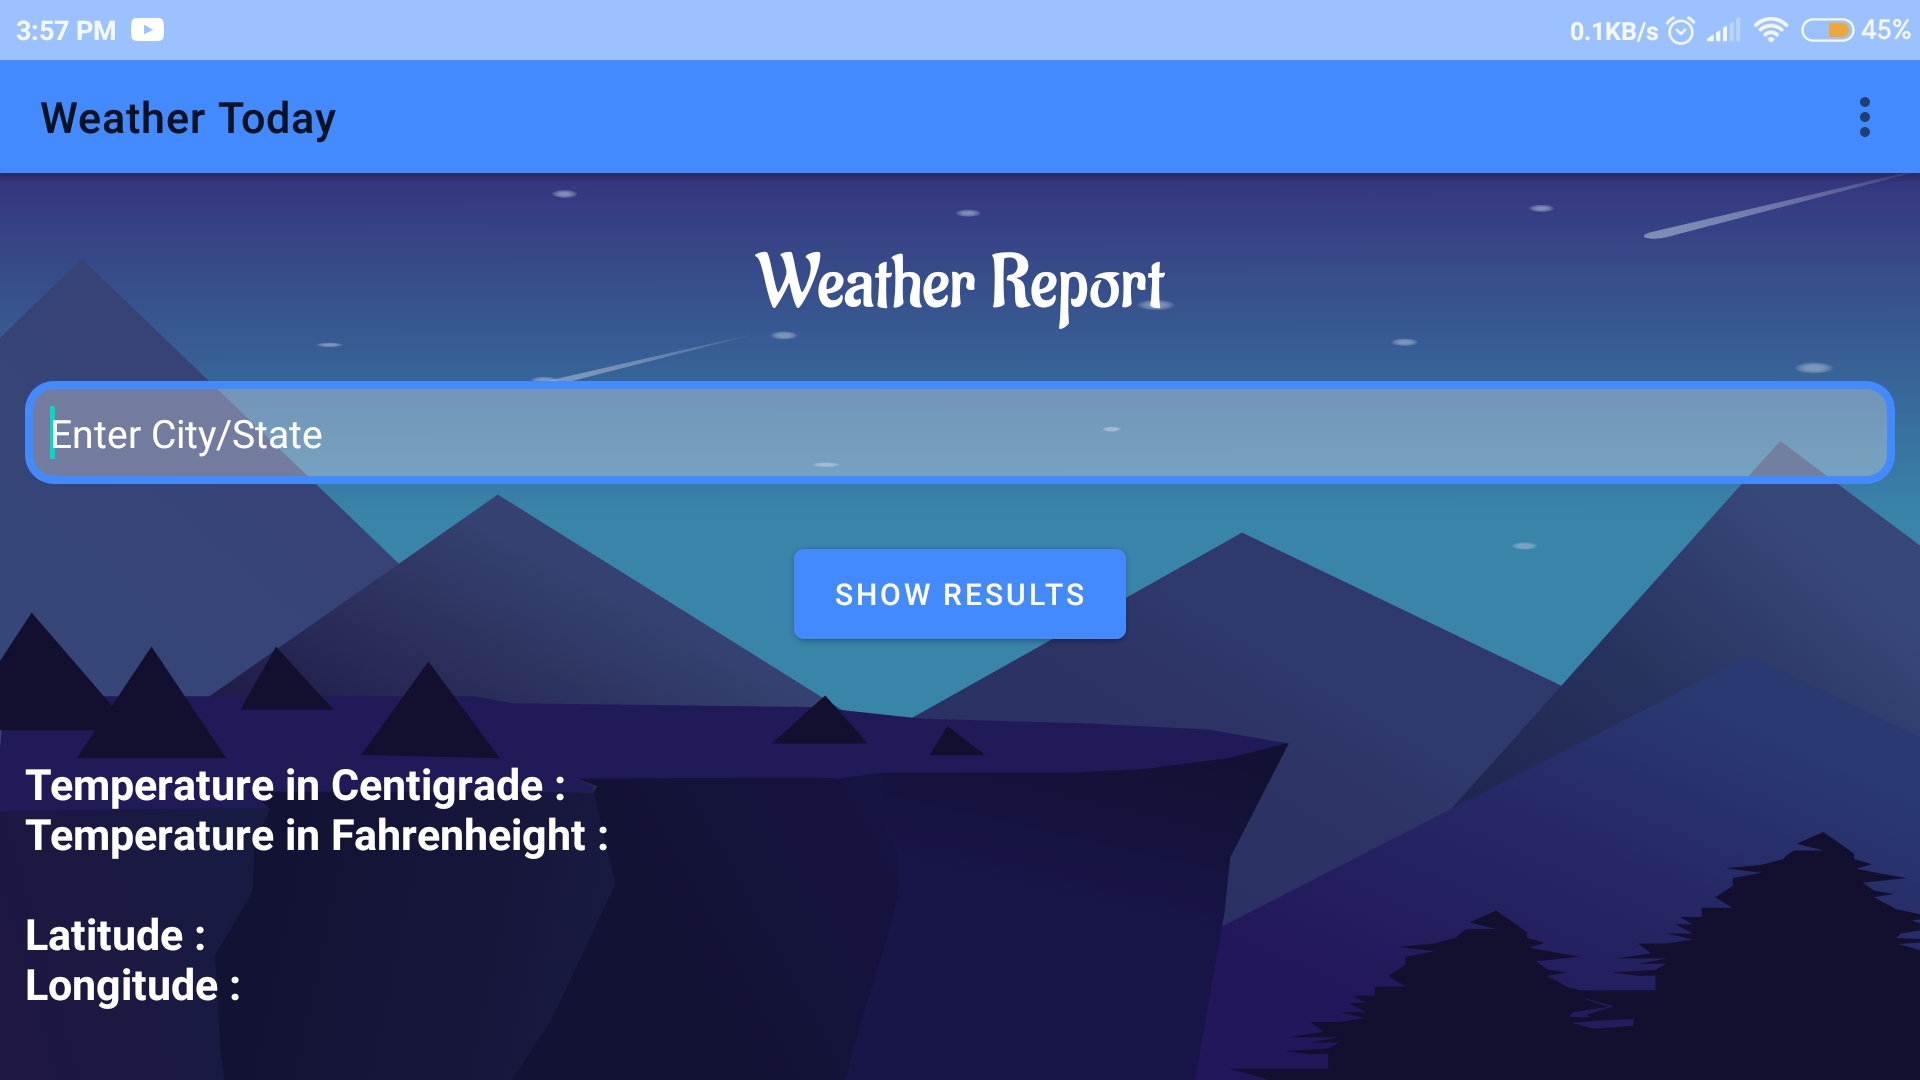 3:57 PM 0.1KB/s 45%
Weather Today
Weather Report
Enter City/State
SHOW RESULTS
Temperature in Centigrade :
Temperature in Fahrenheight :
Latitude :
Longitude :